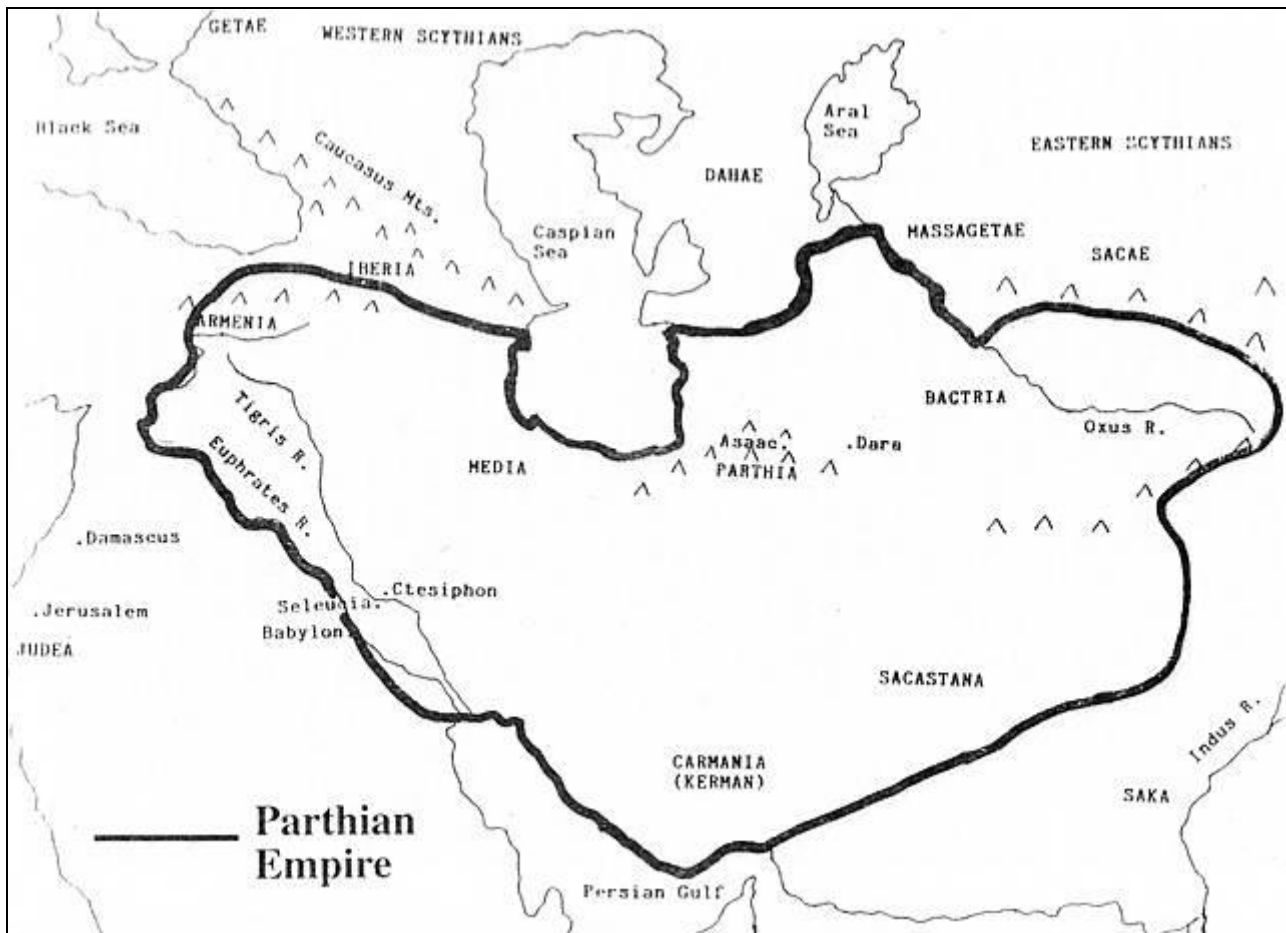 GETAE
WESTERN SCYTHIANS
Black Sea
Caucasus Mts.
Aral
Sea
EASTERN SCYTHIANS
DAHAE
Caspian
Sea
MASSAGETAE
SACAE
IBERIA
ARMENIA
Tigris R.
Euphrates R.
MEDIA
Asaac.
PARTHIA
.Dara
BACTRIA
Oxus R.
.Damascus
.Ctesiphon
Seleucia.
.Jerusalem
Babylon.
JUDEA
SACASTANA
Indus R.
CARMANIA
(KERMAN)
SAKA
Parthian
Empire
Persian Gulf